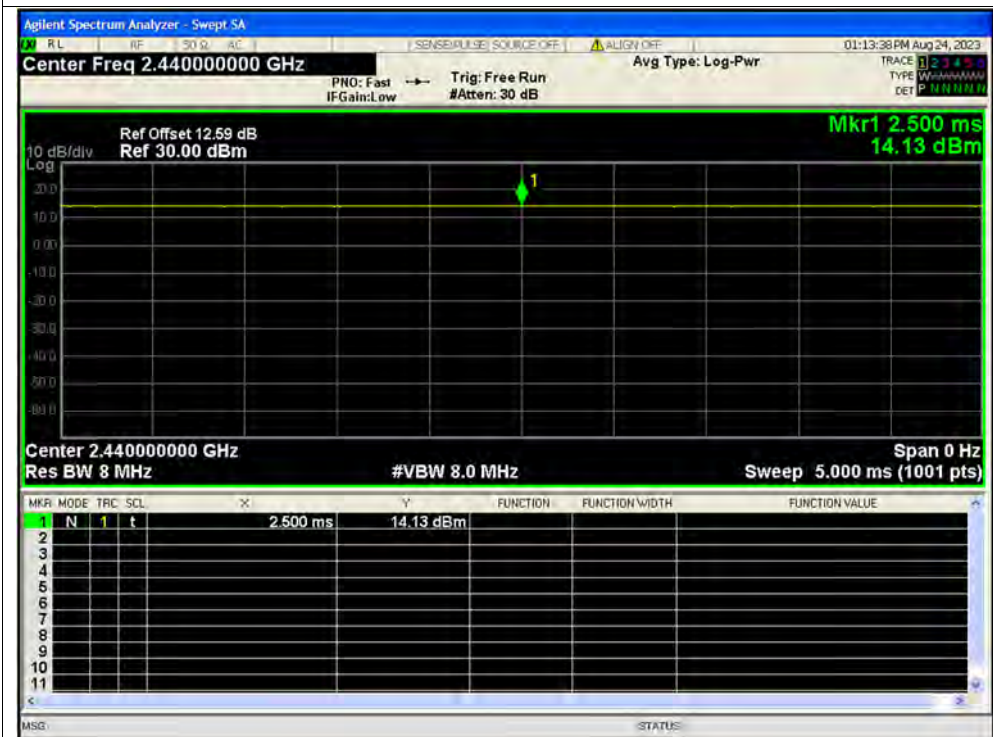 Agilent Spectrum Analyzer - Swept SA
RL RF 50 Ω AC SENSE:PULSE SOURCE OFF ALIGN OFF 01:13:38 PM Aug 24, 2023
Center Freq 2.440000000 GHz Avg Type: Log-Pwr TRACE 1 2 3 4 5 6
PNO: Fast Trig: Free Run TYPE W
IFGain:Low #Atten: 30 dB DET P N N N N N
Mkr1 2.500 ms
Ref Offset 12.59 dB
10 dB/div Ref 30.00 dBm 14.13 dBm
Log
20.0
1
10.0
0.00
-10.0
-20.0
-30.0
-40.0
-50.0
-60.0
Center 2.440000000 GHz Span 0 Hz
Res BW 8 MHz #VBW 8.0 MHz Sweep 5.000 ms (1001 pts)
MKR MODE TRC SCL X Y FUNCTION FUNCTION WIDTH FUNCTION VALUE
1 N 1 t 2.500 ms 14.13 dBm
2
3
4
5
6
7
8
9
10
11
MSG STATUS